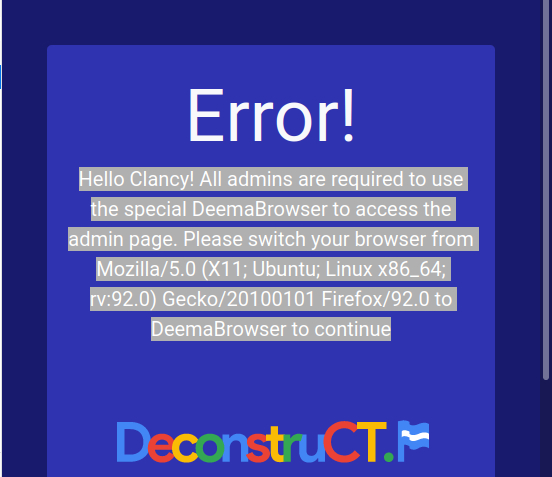 Error!
Hello Clancy! All admins are required to use
the special DeemaBrowser to access the
admin page. Please switch your browser from
Mozilla/5.0 (X11; Ubuntu; Linux x86_64;
rv:92.0) Gecko/20100101 Firefox/92.0 to
DeemaBrowser to continue
DeconstruCT.F